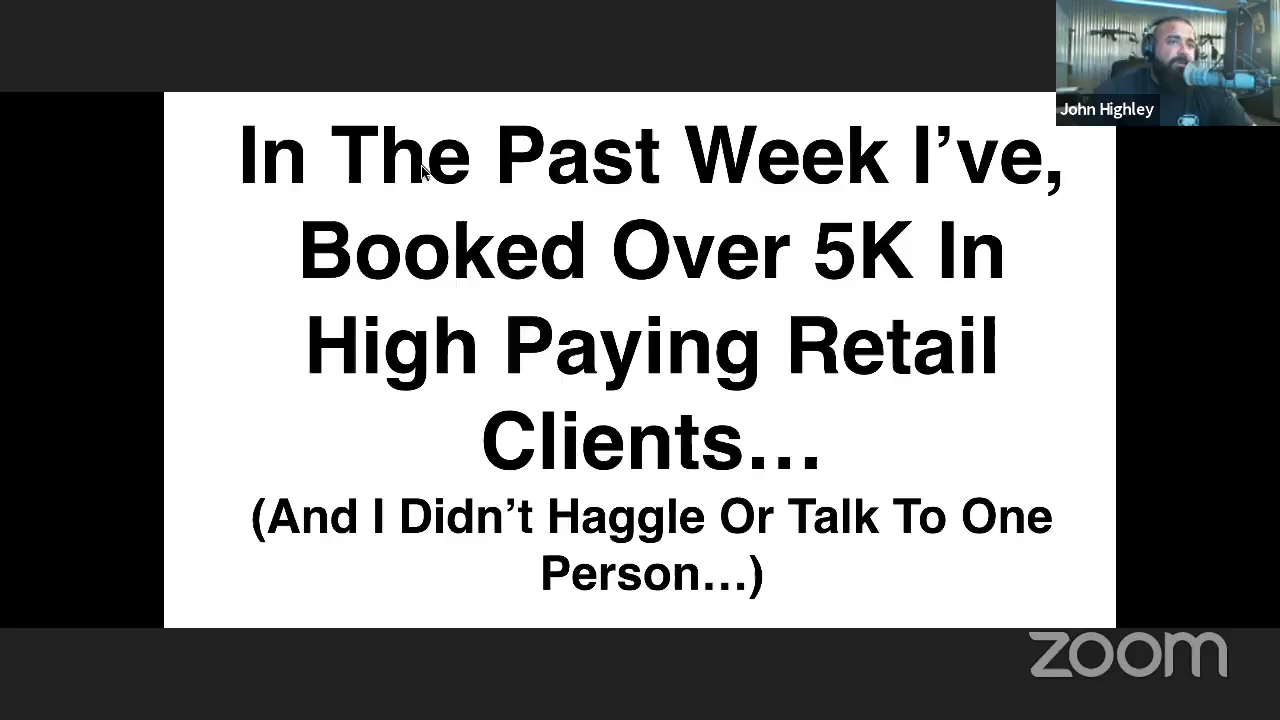 John Highley
In The Past Week I’ve,
Booked Over 5K In
High Paying Retail
Clients…
(And I Didn’t Haggle Or Talk To One
Person…)
zoom